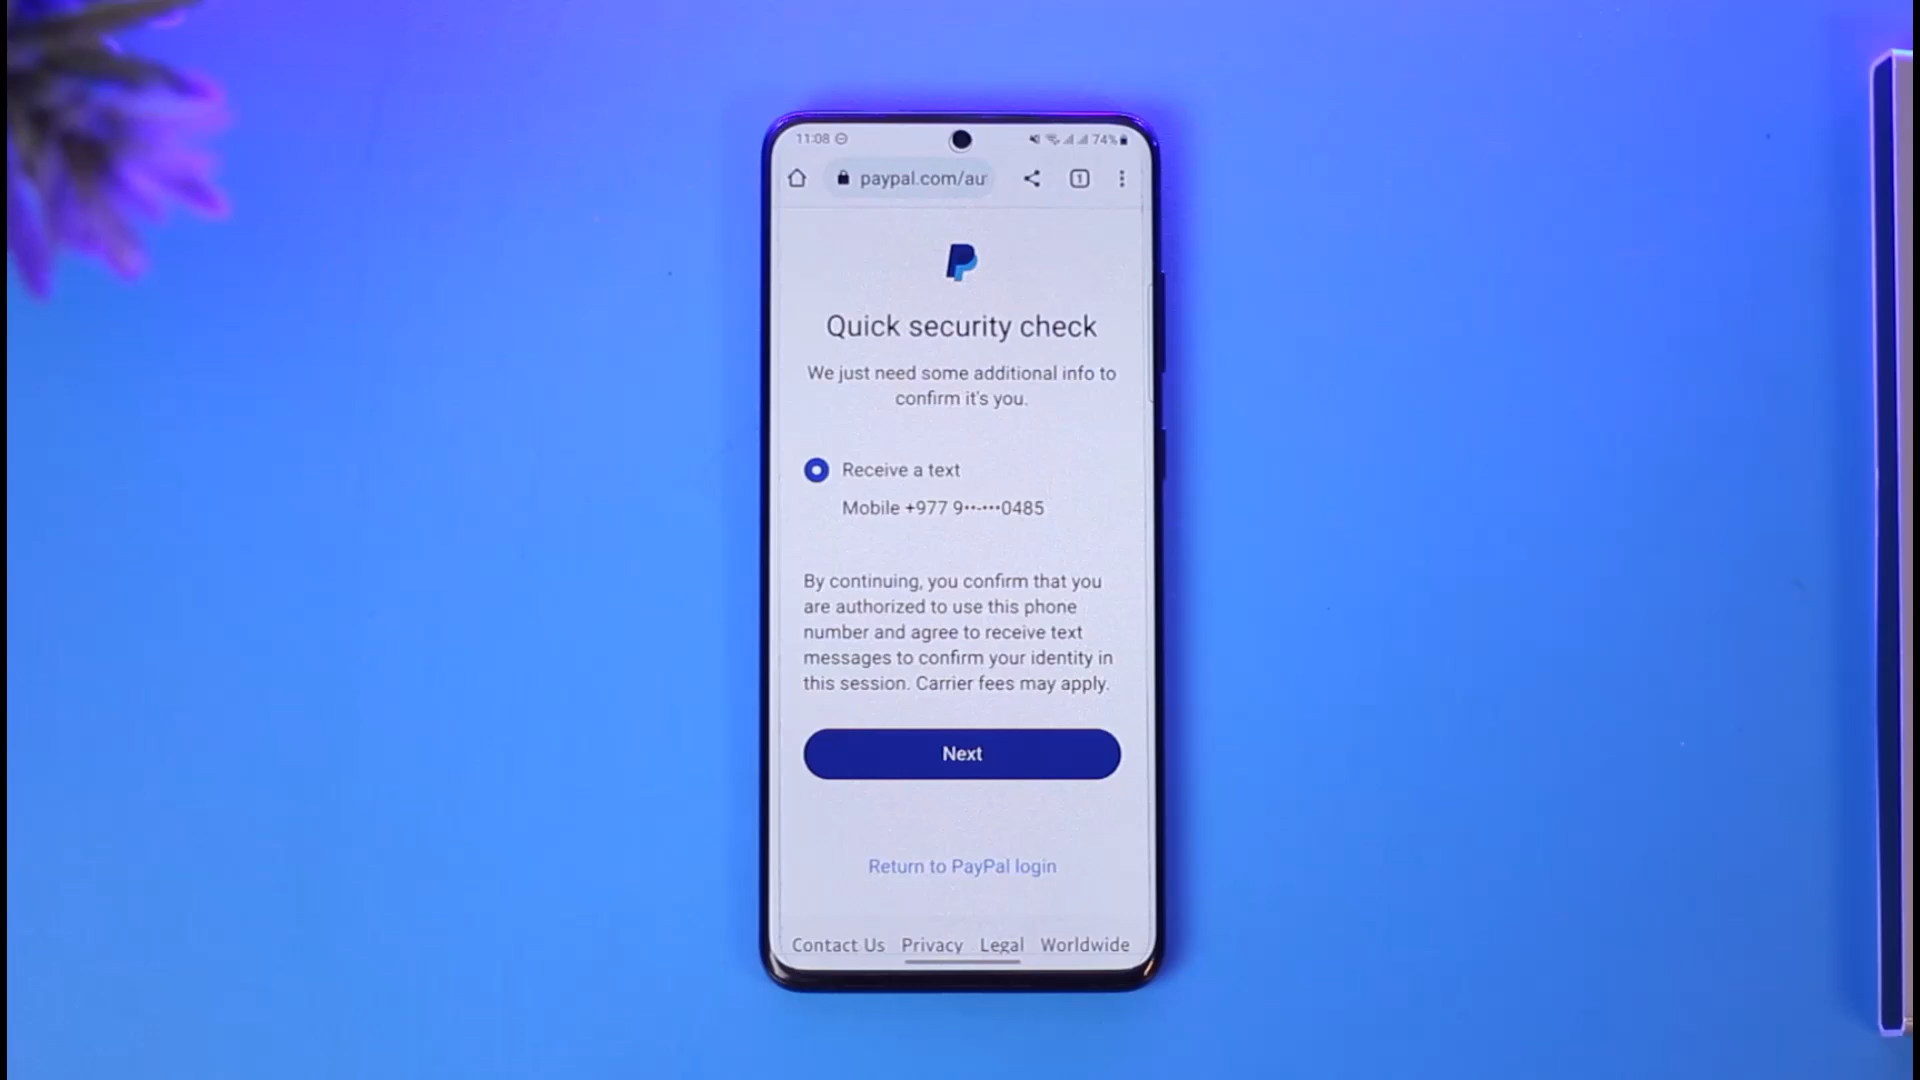 11:08
74%
paypal.com/au
1
Quick security check
We just need some additional info to
confirm it's you.
Receive a text
Mobile +977 9••-•••0485
By continuing, you confirm that you
are authorized to use this phone
number and agree to receive text
messages to confirm your identity in
this session. Carrier fees may apply.
Next
Return to PayPal login
Contact Us Privacy Legal Worldwide